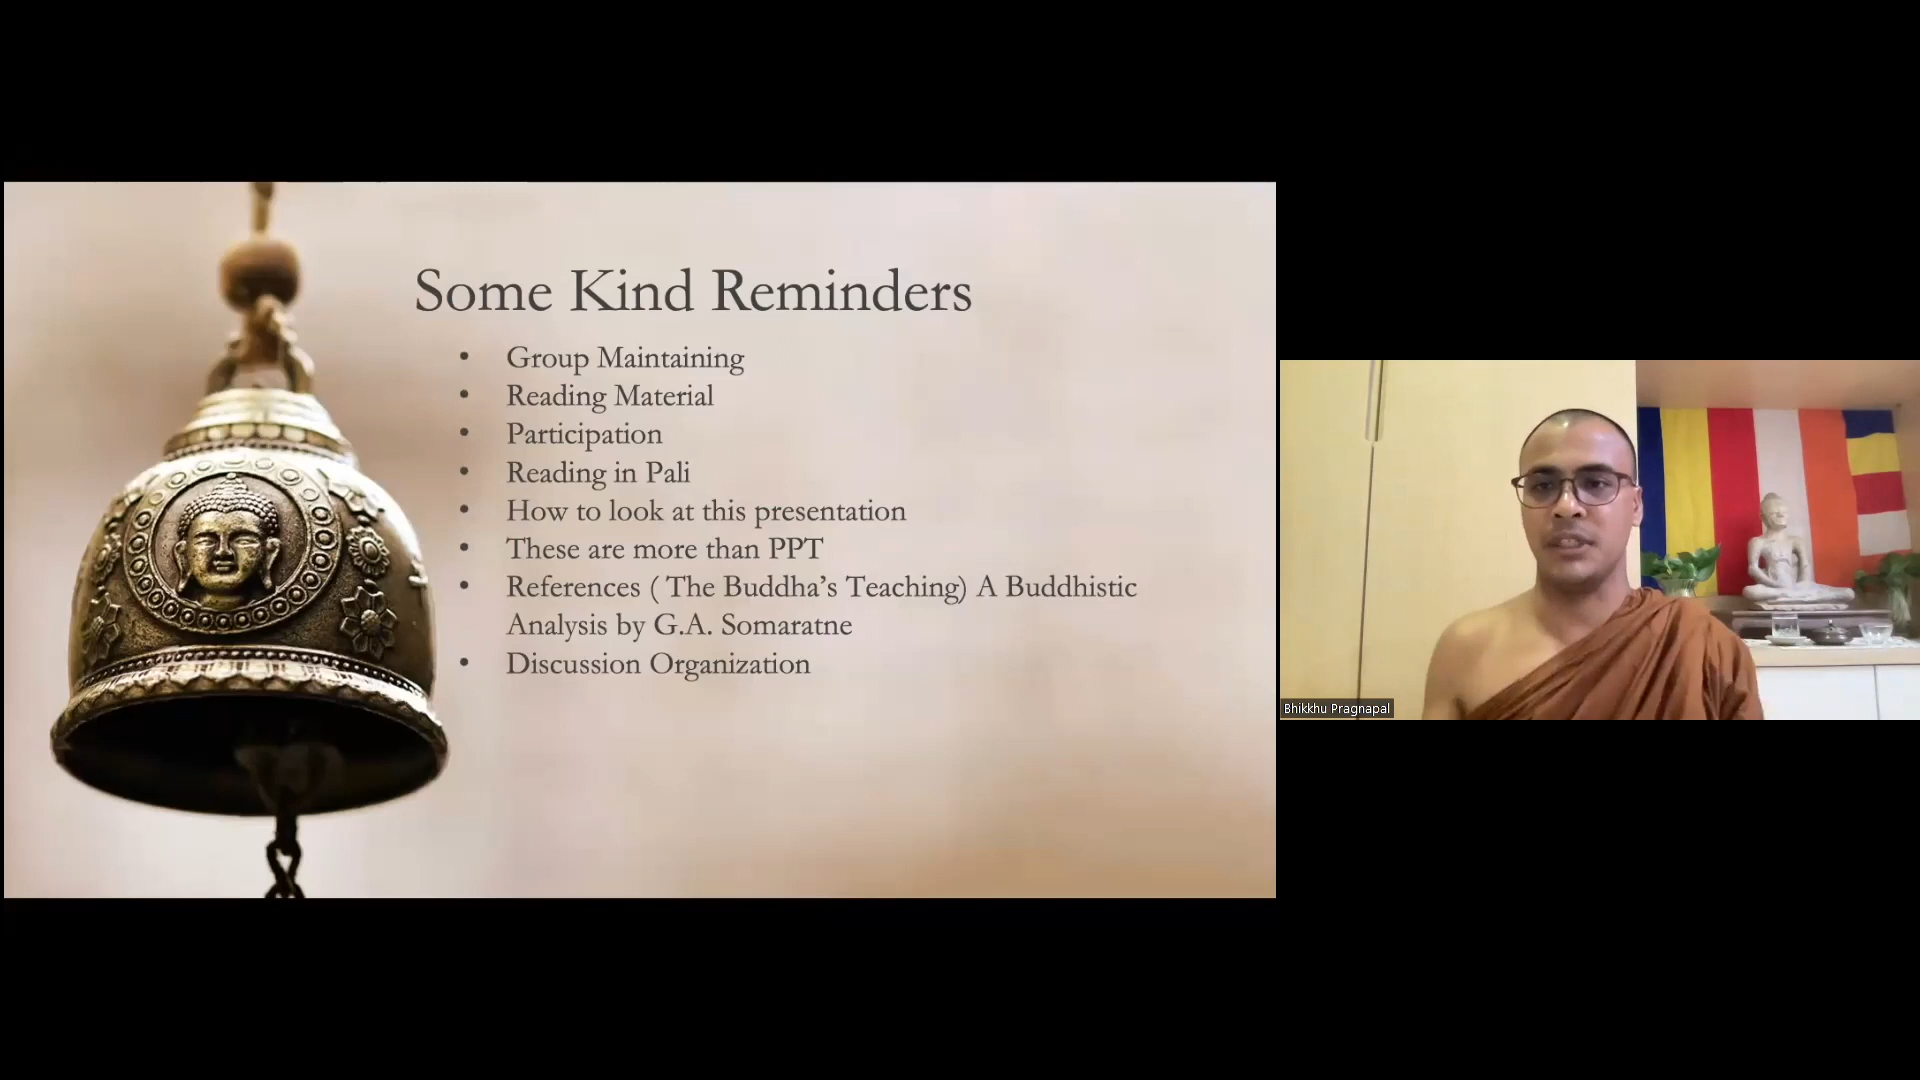 Some Kind Reminders
• Group Maintaining
• Reading Material
• Participation
• Reading in Pali
• How to look at this presentation
• These are more than PPT
• References ( The Buddha’s Teaching) A Buddhistic
Analysis by G.A. Somaratne
• Discussion Organization
Bhikkhu Pragnapal